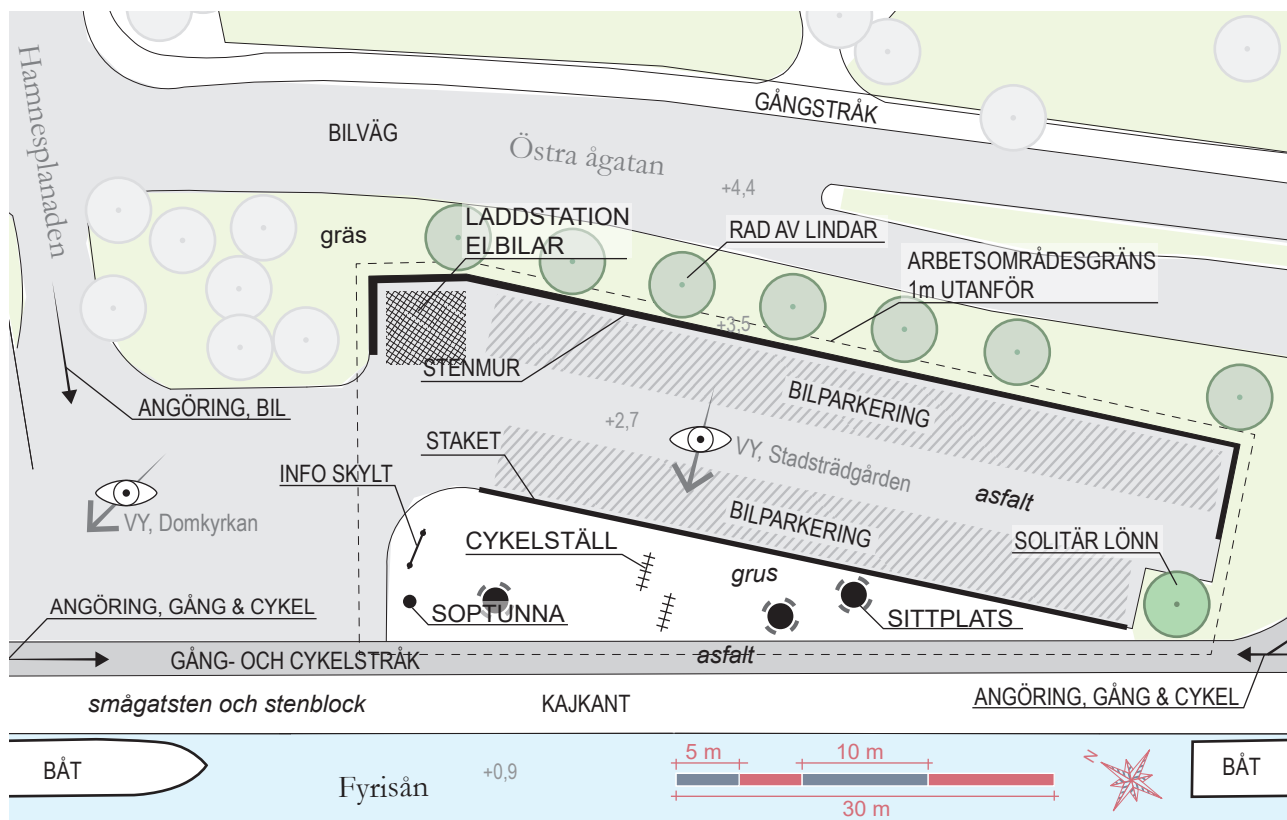 Hamnesplanaden
GÅNGSTRÅK
BILVÄG
Östra ågatan
+4,4
LADDSTATION
ELBILAR
gräs
RAD AV LINDAR
ARBETSOMRÅDESGRÄNS
1m UTANFÖR
+3,5
STENMUR
BILPARKERING
ANGÖRING, BIL
+2,7
STAKET
VY, Stadsträdgården
INFO SKYLT
asfalt
VY, Domkyrkan
BILPARKERING
SOLITÄR LÖNN
CYKELSTÄLL
grus
ANGÖRING, GÅNG & CYKEL
SOPTUNNA
SITTPLATS
GÅNG- OCH CYKELSTRÅK
asfalt
ANGÖRING, GÅNG & CYKEL
smågatsten och stenblock
KAJKANT
BÅT
Fyrisån
+0,9
5 m
10 m
30 m
N
BÅT